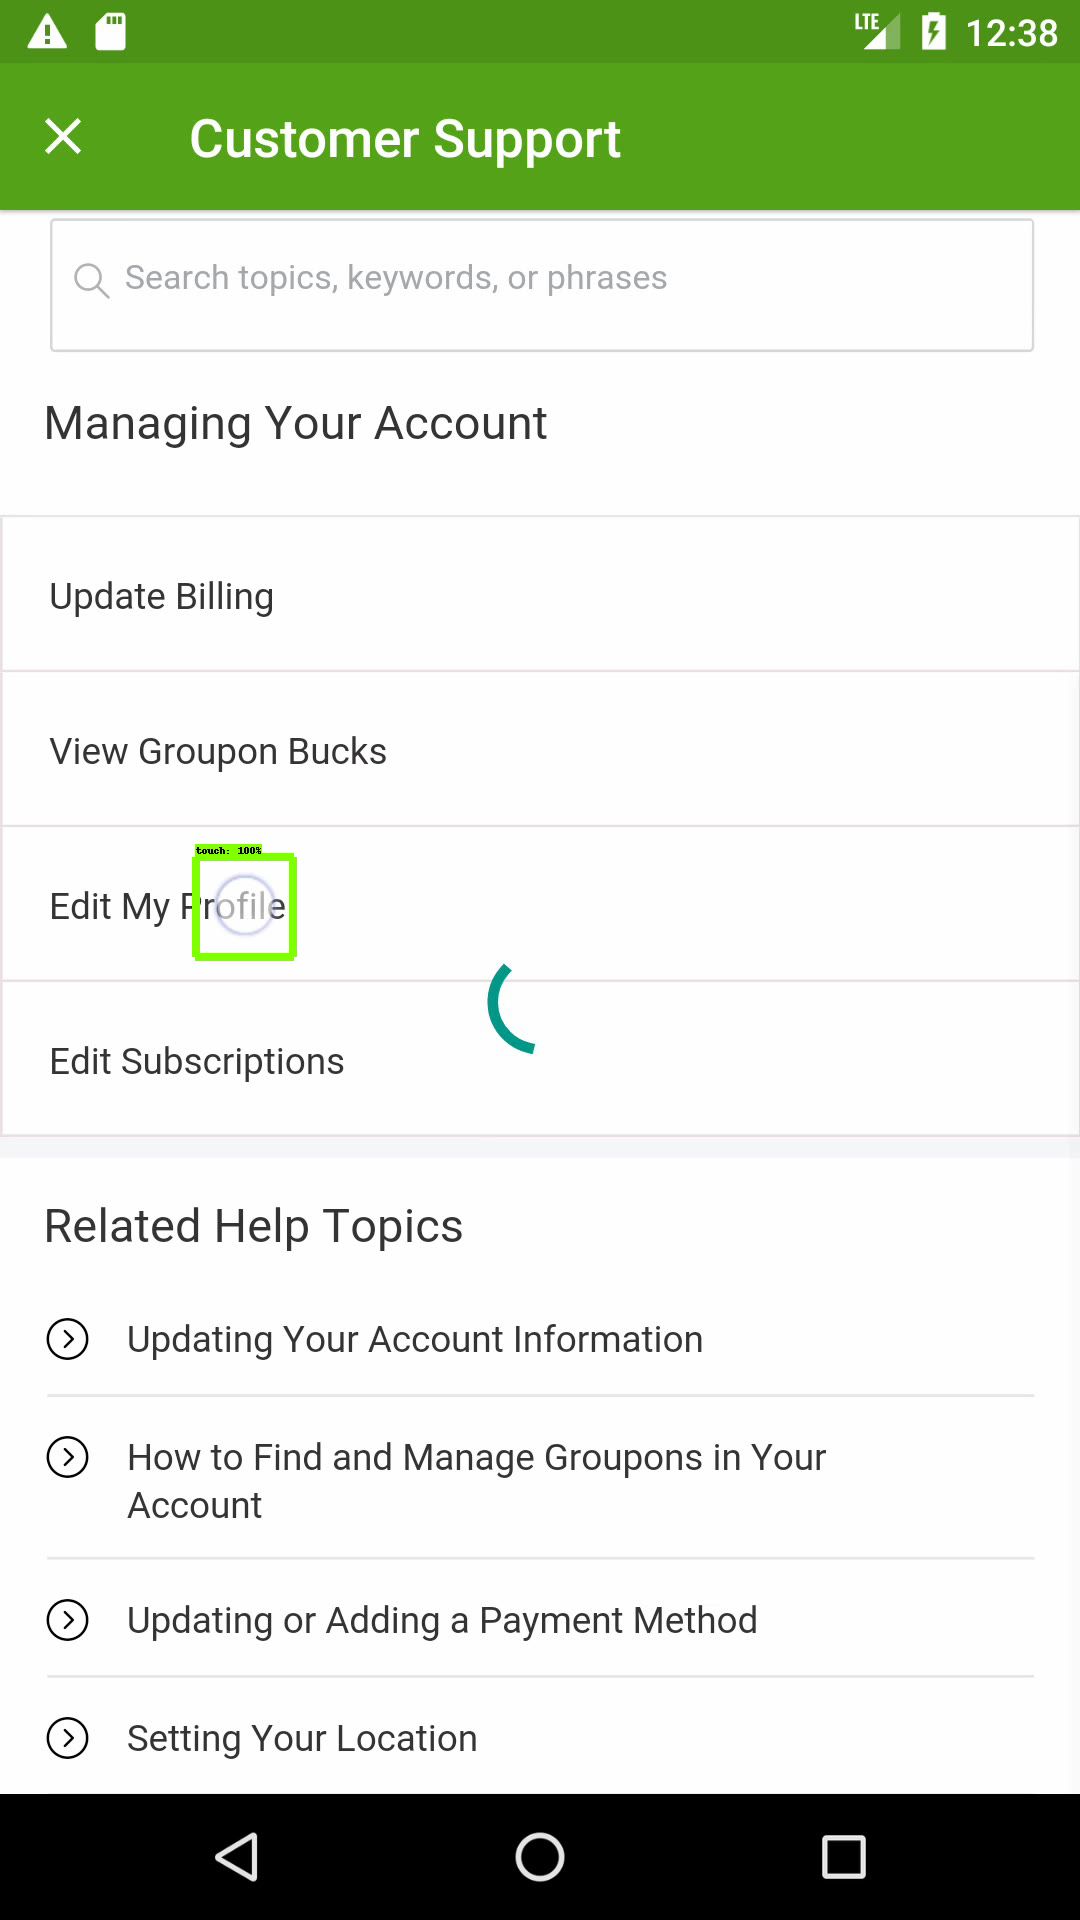 LTE 12:38
Customer Support
Search topics, keywords, or phrases
Managing Your Account
Update Billing
View Groupon Bucks
touch: 100%
Edit My Profile
Edit Subscriptions
Related Help Topics
Updating Your Account Information
How to Find and Manage Groupons in Your
Account
Updating or Adding a Payment Method
Setting Your Location